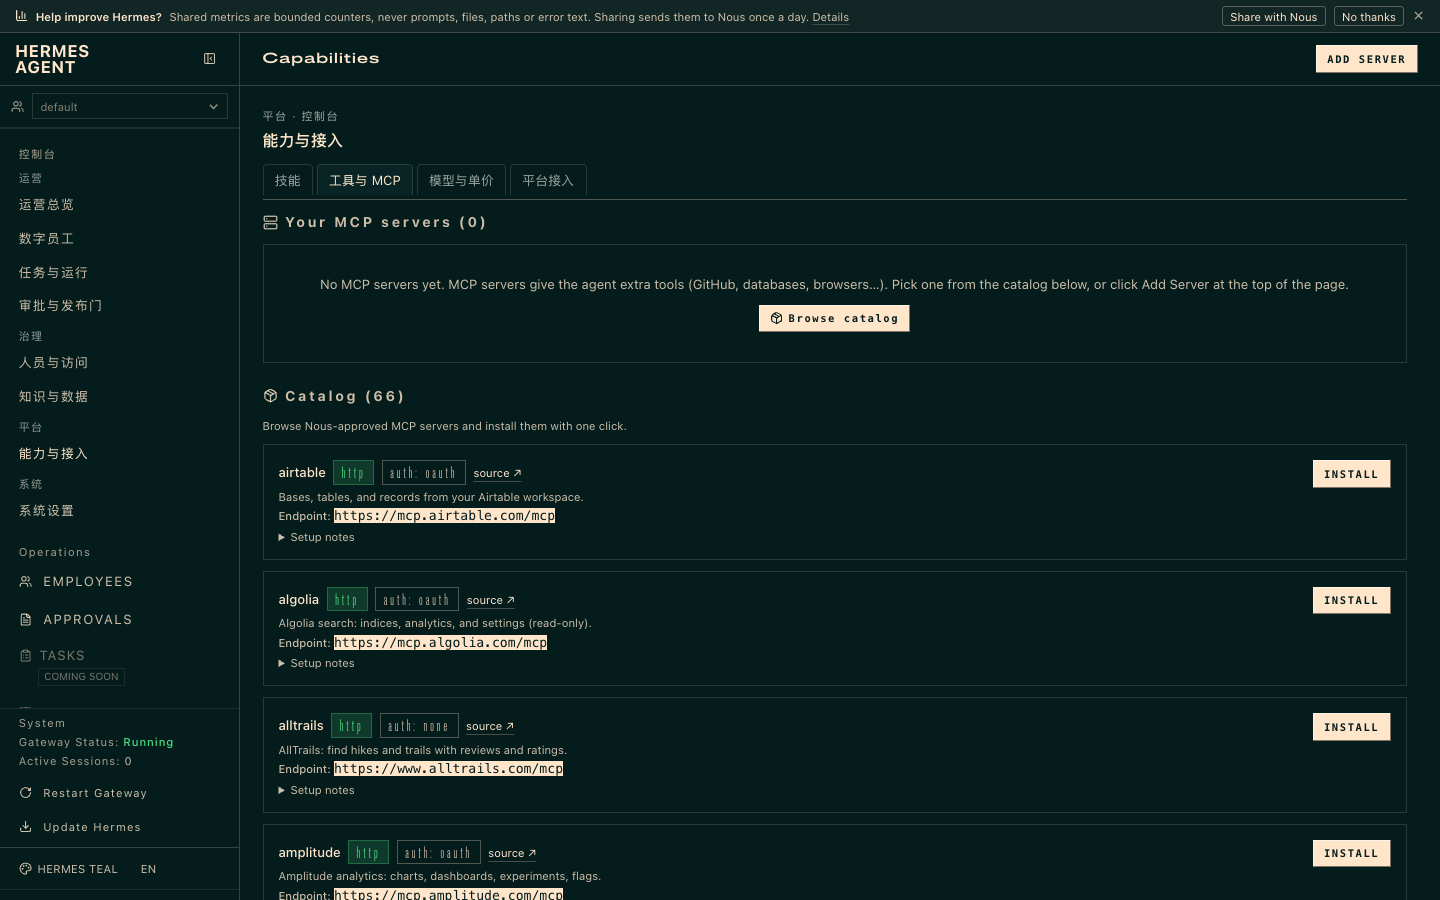 Help improve Hermes? Shared metrics are bounded counters, never prompts, files, paths or error text. Sharing sends them to Nous once a day. Details
Share with Nous
No thanks
HERMES
AGENT
Capabilities
ADD SERVER
default
控制台
运营
运营总览
数字员工
任务与运行
审批与发布门
治理
人员与访问
知识与数据
平台
能力与接入
系统
系统设置
Operations
EMPLOYEES
APPROVALS
TASKS
COMING SOON
System
Gateway Status: Running
Active Sessions: 0
Restart Gateway
Update Hermes
HERMES TEAL EN
平台 · 控制台
能力与接入
技能 工具与 MCP 模型与单价 平台接入
Your MCP servers (0)
No MCP servers yet. MCP servers give the agent extra tools (GitHub, databases, browsers…). Pick one from the catalog below, or click Add Server at the top of the page.
Browse catalog
Catalog (66)
Browse Nous-approved MCP servers and install them with one click.
airtable http auth: oauth source ↗
INSTALL
Bases, tables, and records from your Airtable workspace.
Endpoint: https://mcp.airtable.com/mcp
▶ Setup notes
algolia http auth: oauth source ↗
INSTALL
Algolia search: indices, analytics, and settings (read-only).
Endpoint: https://mcp.algolia.com/mcp
▶ Setup notes
alltrails http auth: none source ↗
INSTALL
AllTrails: find hikes and trails with reviews and ratings.
Endpoint: https://www.alltrails.com/mcp
▶ Setup notes
amplitude http auth: oauth source ↗
INSTALL
Amplitude analytics: charts, dashboards, experiments, flags.
Endpoint: https://mcp.amplitude.com/mcp